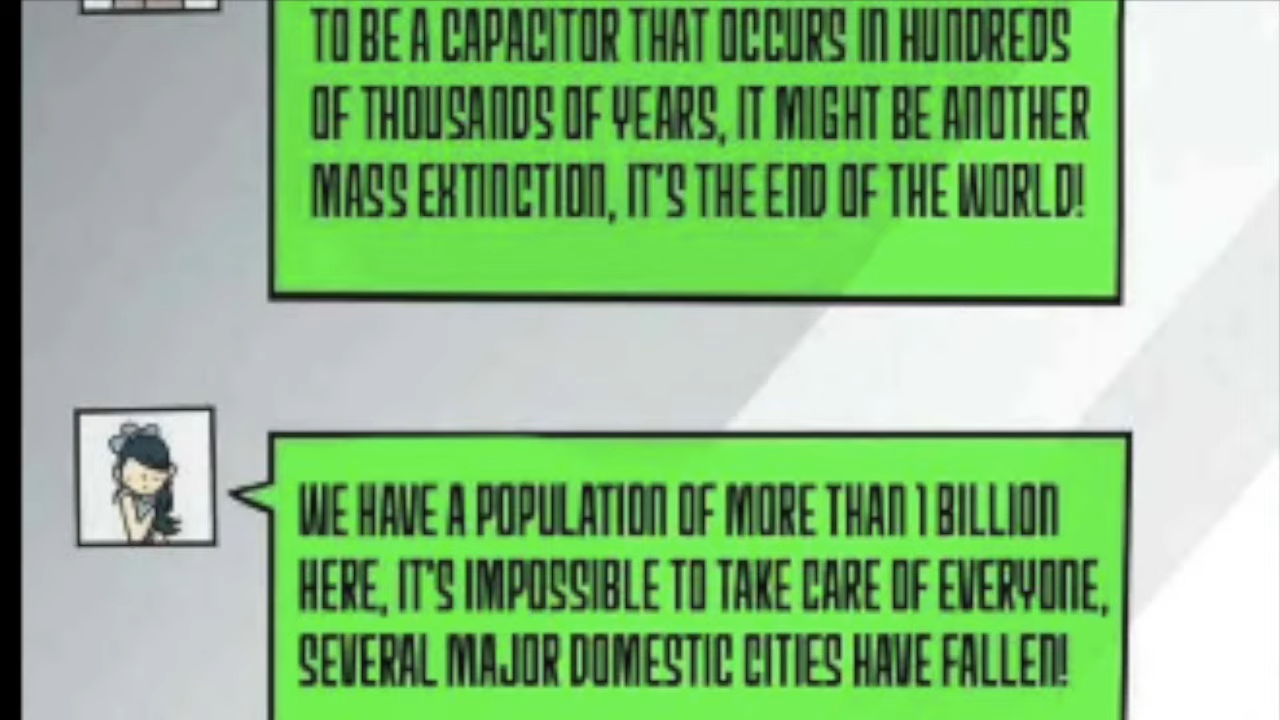 TO BE A CAPACITOR THAT OCCURS IN HUNDREDS
OF THOUSANDS OF YEARS, IT MIGHT BE ANOTHER
MASS EXTINCTION, IT'S THE END OF THE WORLD!
WE HAVE A POPULATION OF MORE THAN 1 BILLION
HERE, IT'S IMPOSSIBLE TO TAKE CARE OF EVERYONE,
SEVERAL MAJOR DOMESTIC CITIES HAVE FALLEN!